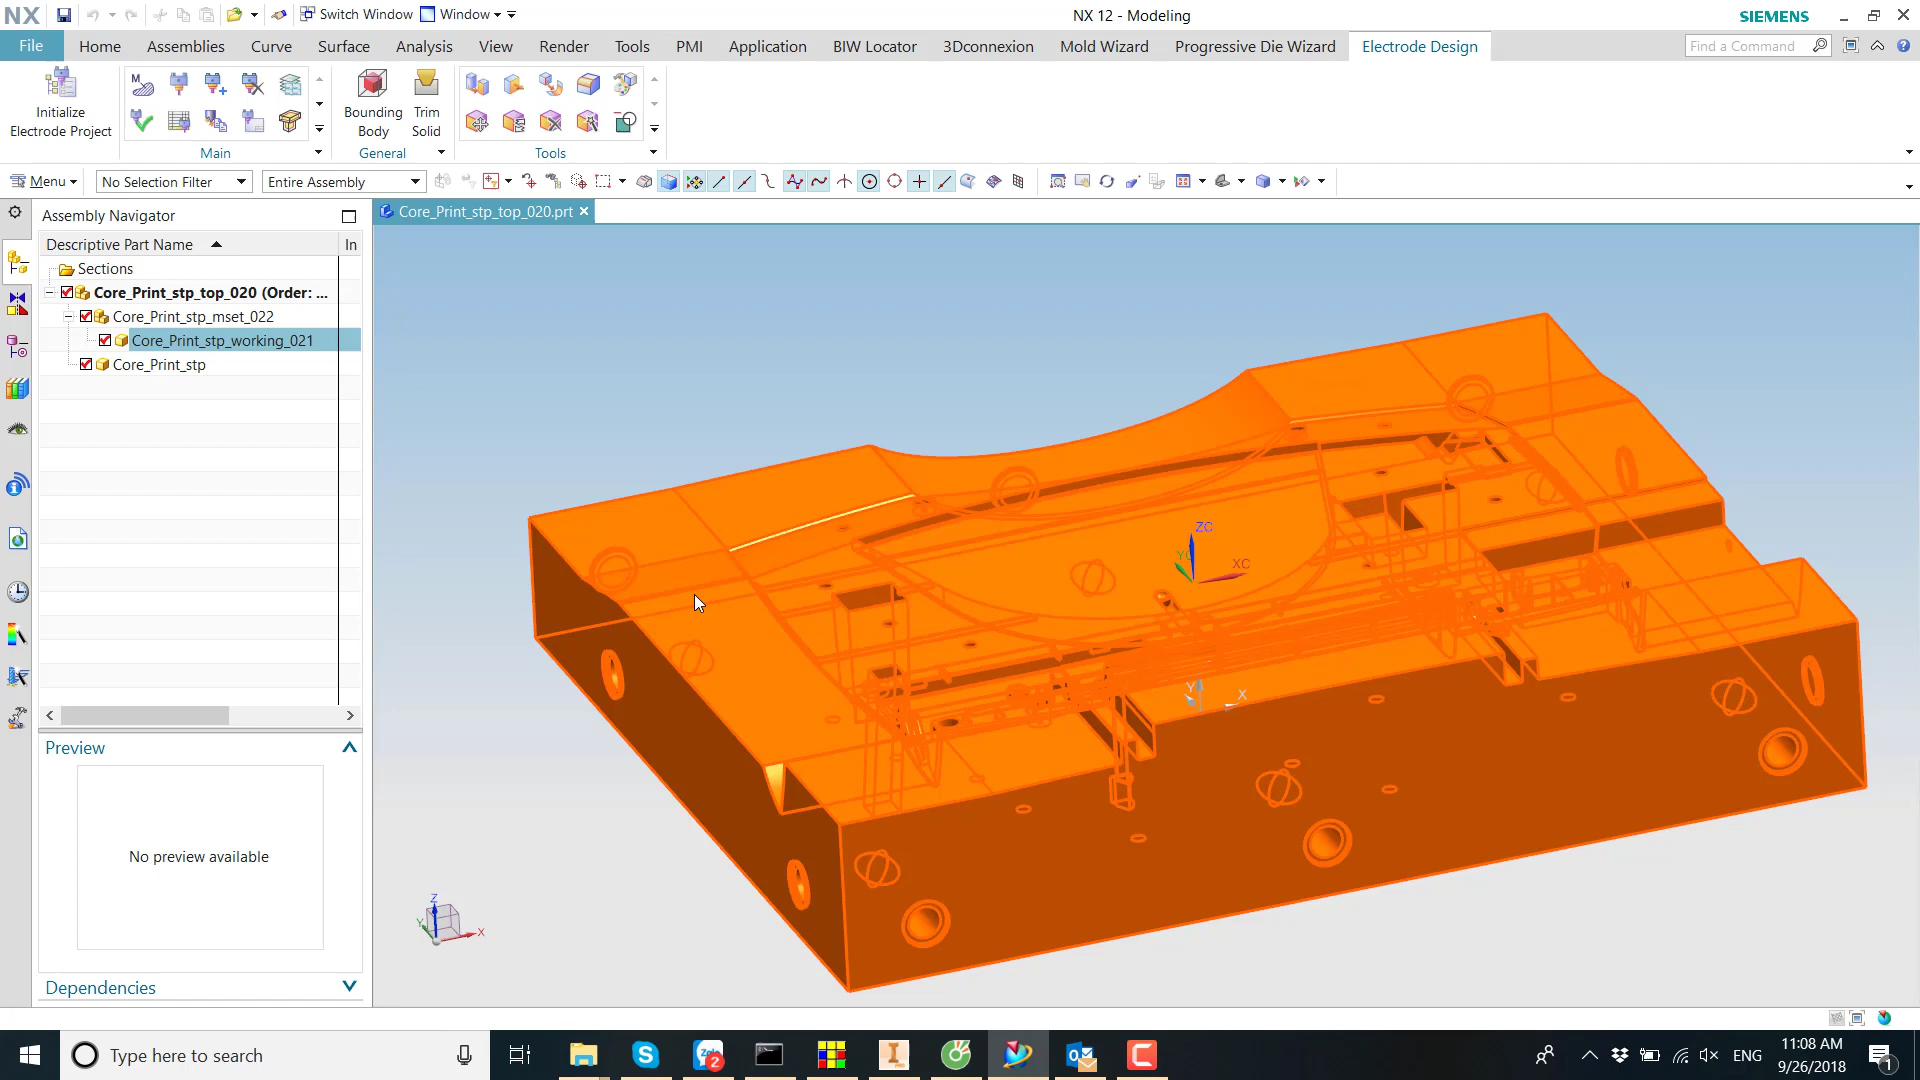 NX
Switch Window
Window
NX 12 - Modeling
SIEMENS
File
Home
Assemblies
Curve
Surface
Analysis
View
Render
Tools
PMI
Application
BIW Locator
3Dconnexion
Mold Wizard
Progressive Die Wizard
Electrode Design
Find a Command
Initialize
Electrode Project
Main
Bounding
Body
Trim
Solid
General
Tools
Menu
No Selection Filter
Entire Assembly
Assembly Navigator
Core_Print_stp_top_020.prt
Descriptive Part Name
In
Sections
Core_Print_stp_top_020 (Order: ...
Core_Print_stp_mset_022
Core_Print_stp_working_021
Core_Print_stp
ZC
YC
XC
Y
X
Preview
No preview available
Dependencies
Z
Y
X
Type here to search
2
ENG
11:08 AM
9/26/2018
1